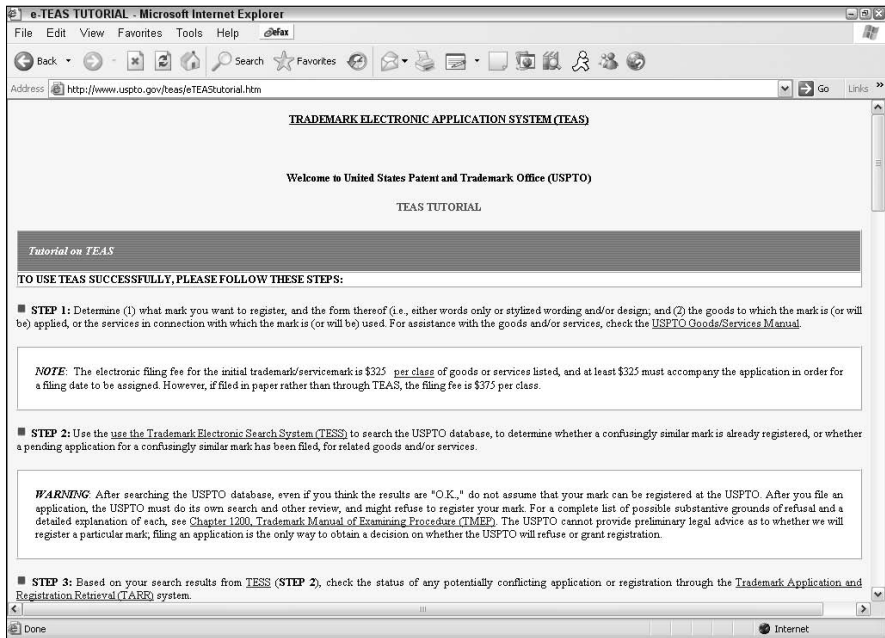 e-TEAS TUTORIAL - Microsoft Internet Explorer
File Edit View Favorites Tools Help eFax
Back Search Favorites
Address http://www.uspto.gov/teas/eTEAStutorial.htm Go Links »
TRADEMARK ELECTRONIC APPLICATION SYSTEM (TEAS)
Welcome to United States Patent and Trademark Office (USPTO)
TEAS TUTORIAL
Tutorial on TEAS
TO USE TEAS SUCCESSFULLY, PLEASE FOLLOW THESE STEPS:
STEP 1: Determine (1) what mark you want to register, and the form thereof (i.e., either words only or stylized wording and/or design; and (2) the goods to which the mark is (or will
be) applied, or the services in connection with which the mark is (or will be) used. For assistance with the goods and/or services, check the USPTO Goods/Services Manual.
NOTE: The electronic filing fee for the initial trademark/servicemark is $325 per class of goods or services listed, and at least $325 must accompany the application in order for
a filing date to be assigned. However, if filed in paper rather than through TEAS, the filing fee is $375 per class.
STEP 2: Use the use the Trademark Electronic Search System (TESS) to search the USPTO database, to determine whether a confusingly similar mark is already registered, or whether
a pending application for a confusingly similar mark has been filed, for related goods and/or services.
WARNING: After searching the USPTO database, even if you think the results are "O.K.," do not assume that your mark can be registered at the USPTO. After you file an
application, the USPTO must do its own search and other review, and might refuse to register your mark. For a complete list of possible substantive grounds of refusal and a
detailed explanation of each, see Chapter 1200, Trademark Manual of Examining Procedure (TMEP). The USPTO cannot provide preliminary legal advice as to whether we will
register a particular mark; filing an application is the only way to obtain a decision on whether the USPTO will refuse or grant registration.
STEP 3: Based on your search results from TESS (STEP 2), check the status of any potentially conflicting application or registration through the Trademark Application and
Registration Retrieval (TARR) system.
Done Internet